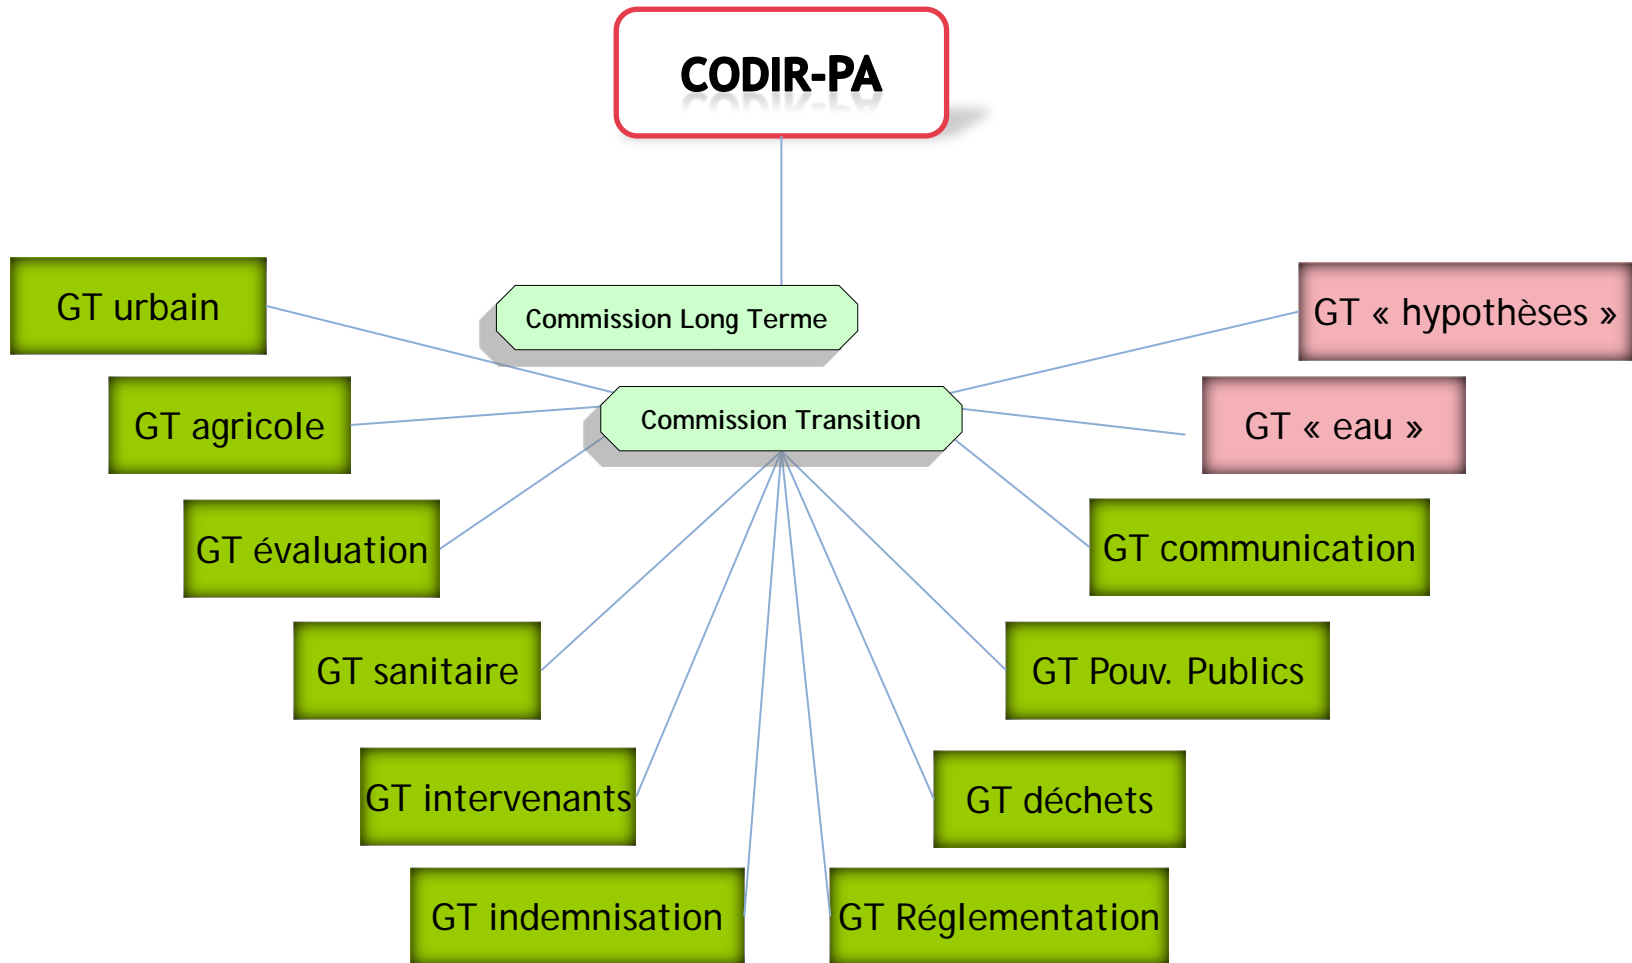 CODIR-PA
GT urbain
Commission Long Terme
GT « hypothèses »
GT agricole
Commission Transition
GT « eau »
GT évaluation
GT communication
GT sanitaire
GT Pouv. Publics
GT intervenants
GT déchets
GT indemnisation
GT Réglementation